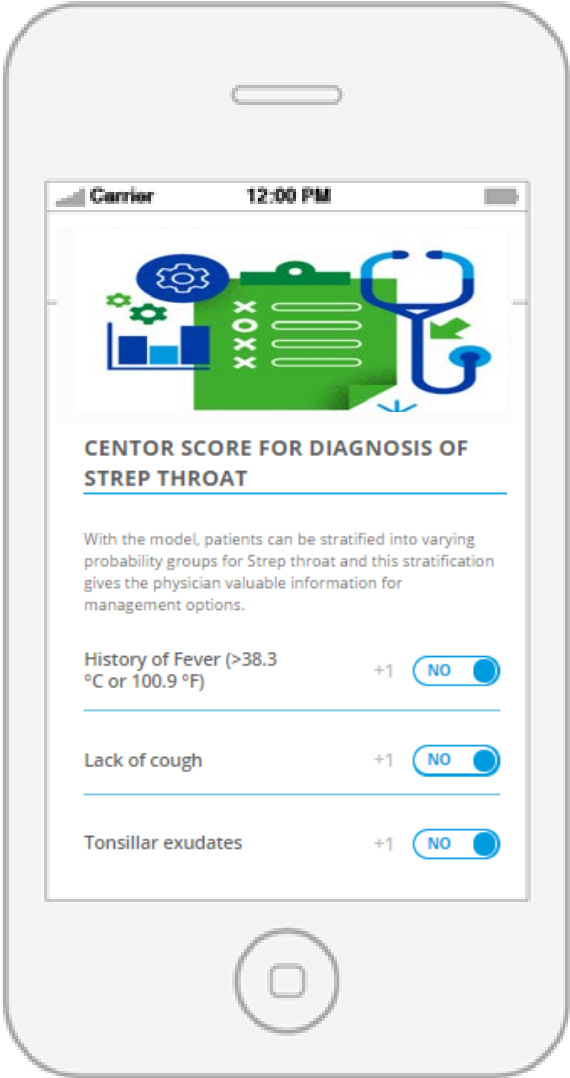 Carrier 12:00 PM
CENTOR SCORE FOR DIAGNOSIS OF
STREP THROAT
With the model, patients can be stratified into varying
probability groups for Strep throat and this stratification
gives the physician valuable information for
management options.
History of Fever (>38.3
°C or 100.9 °F) +1 NO
Lack of cough +1 NO
Tonsillar exudates +1 NO